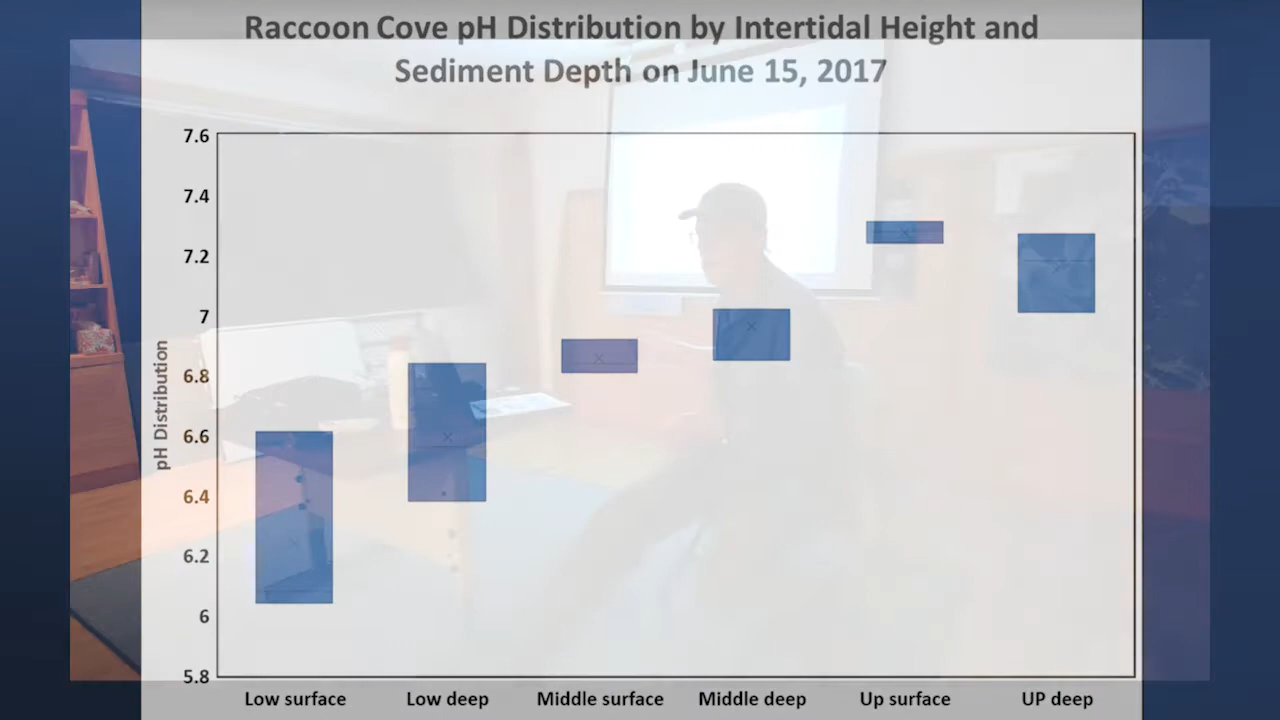 Raccoon Cove pH Distribution by Intertidal Height and
Sediment Depth on June 15, 2017
7.6
7.4
7.2
7
6.8
6.6
6.4
6.2
6
5.8
pH Distribution
Low surface
Low deep
Middle surface
Middle deep
Up surface
UP deep